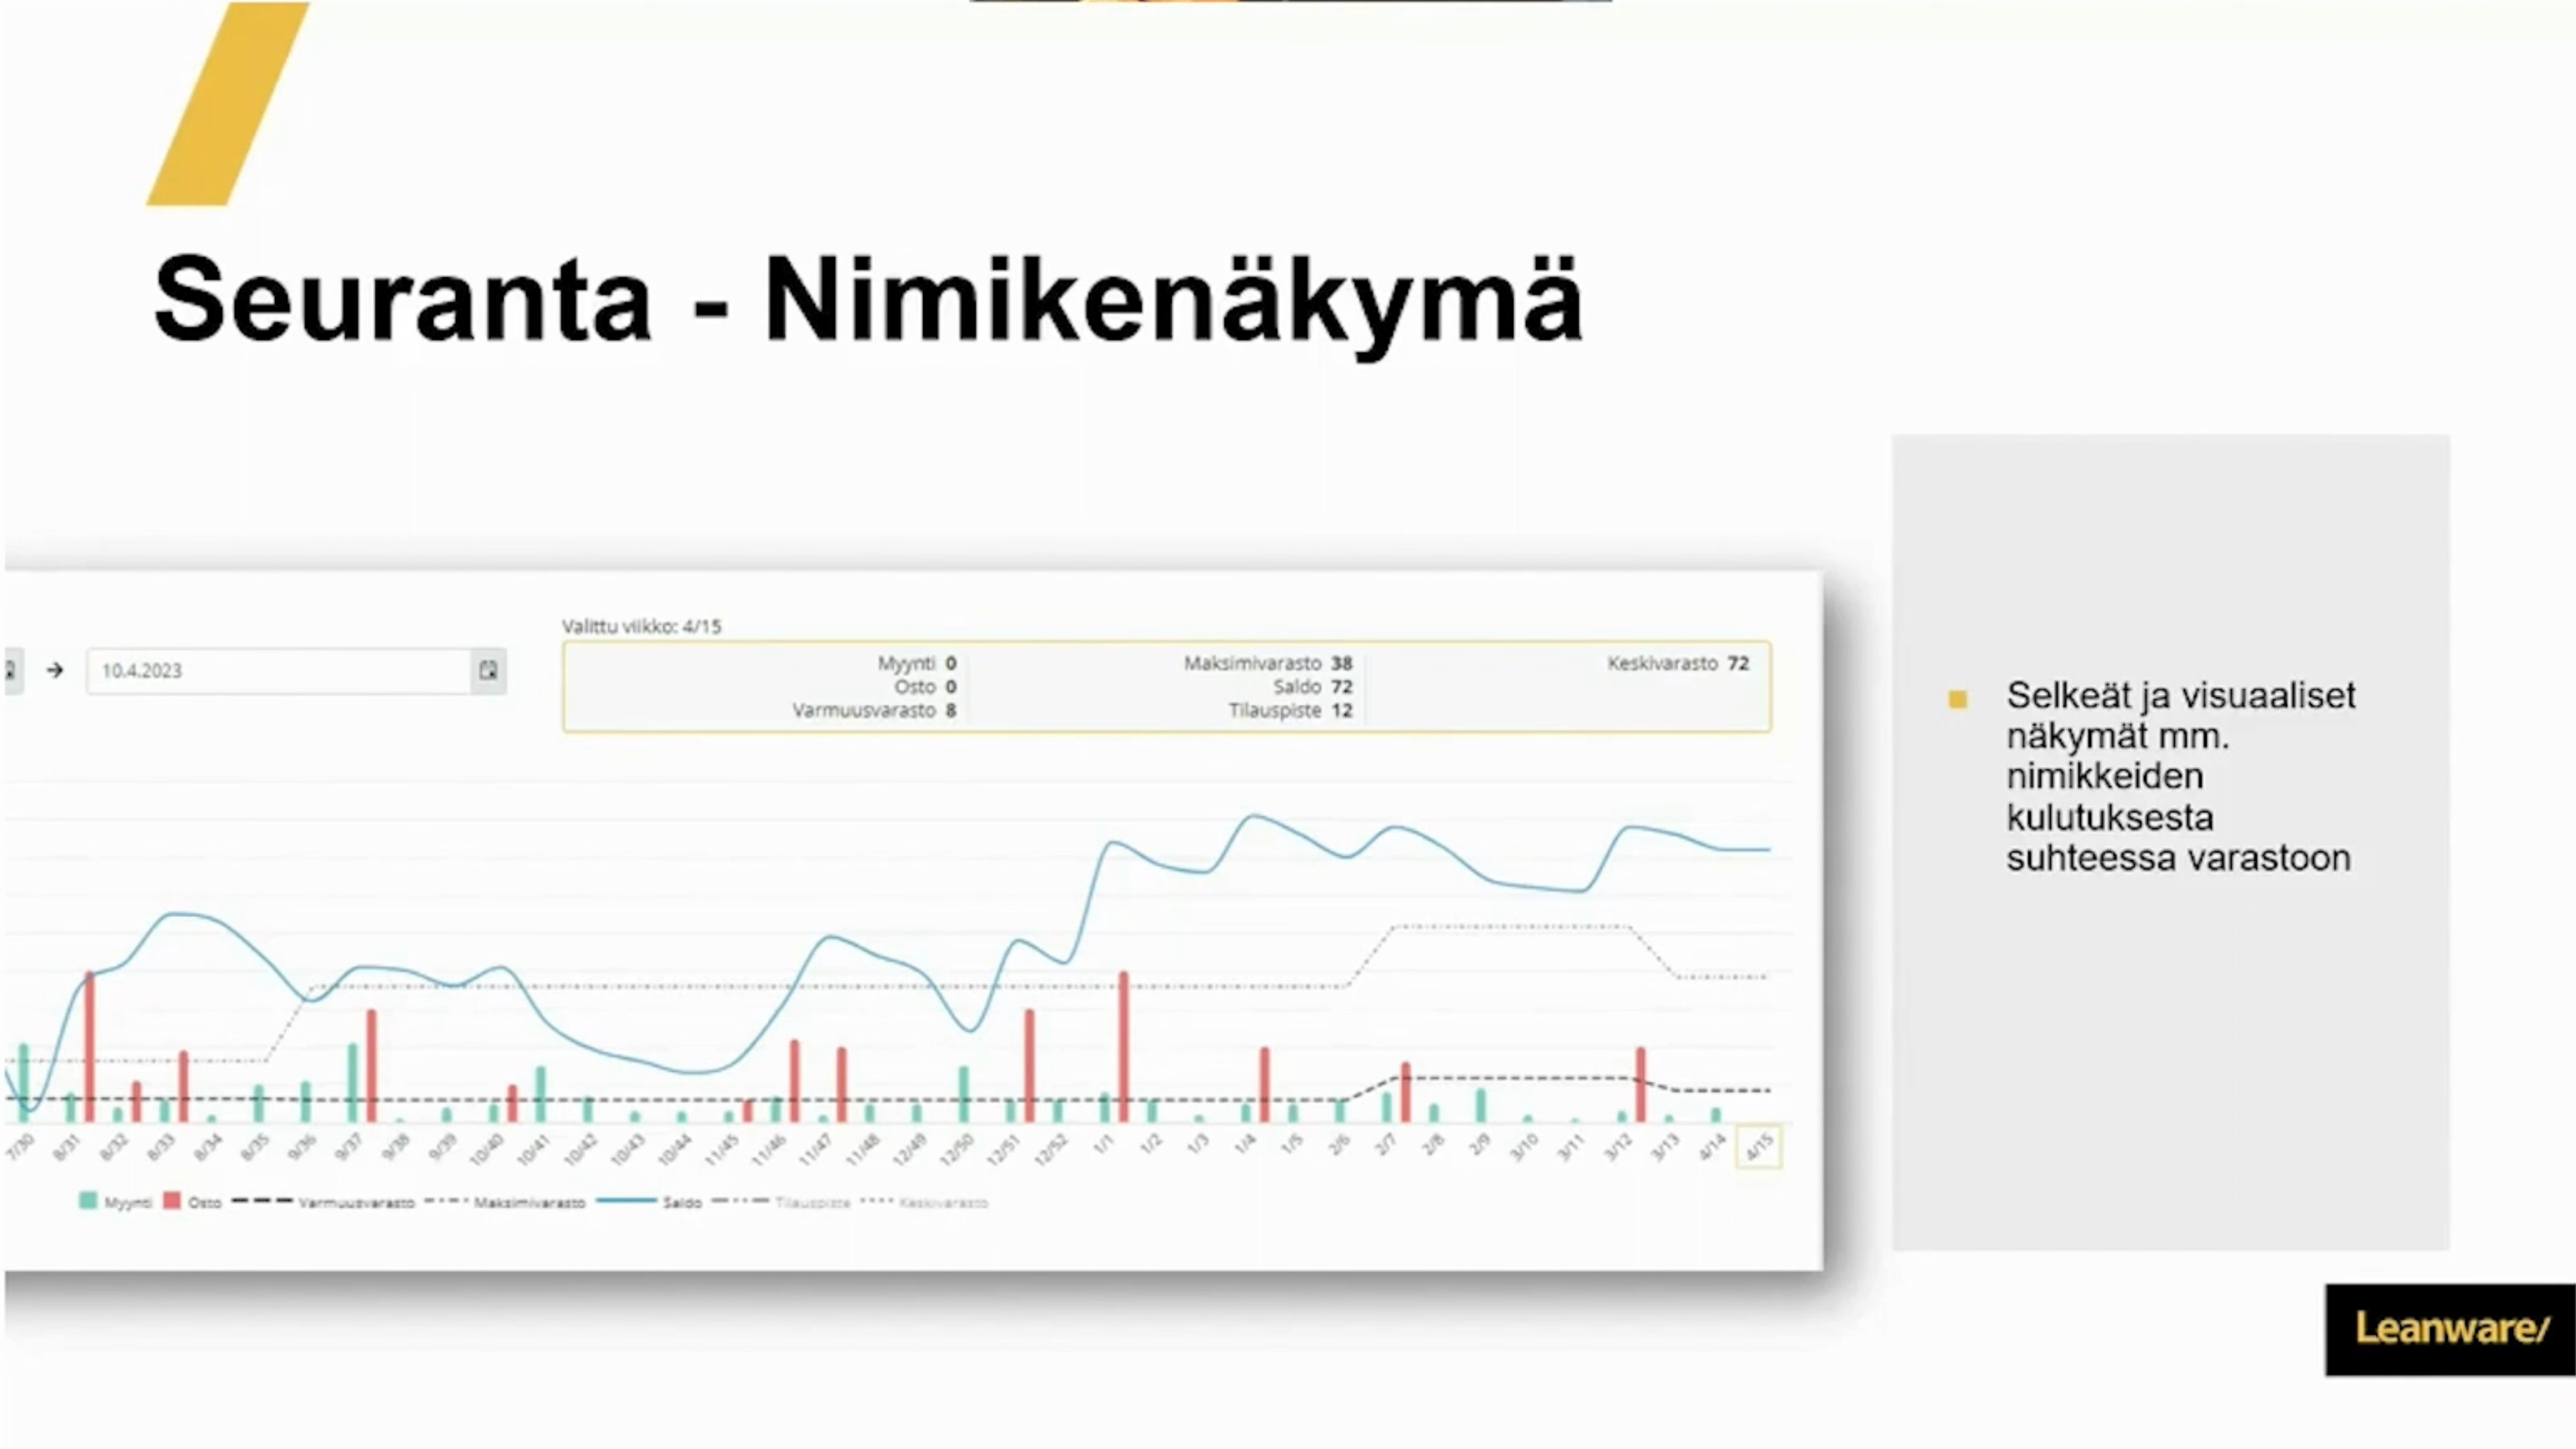 Seuranta - Nimikenäkymä
10.4.2023
Valittu viikko: 4/15
Myynti 0
Osto 0
Varmuusvarasto 8
Maksimivarasto 38
Saldo 72
Tilauspiste 12
Keskivarasto 72
7/30 8/31 8/32 8/33 8/34 8/35 9/36 9/37 9/38 9/39 10/40 10/41 10/42 10/43 10/44 11/45 11/46 11/47 11/48 12/49 12/50 12/51 12/52 1/1 1/2 1/3 1/4 1/5 2/6 2/7 2/8 2/9 3/10 3/11 3/12 3/13 4/14 4/15
Myynti Osto Varmuusvarasto Maksimivarasto Saldo Tilauspiste Keskivarasto
Selkeät ja visuaaliset
näkymät mm.
nimikkeiden
kulutuksesta
suhteessa varastoon
Leanware/